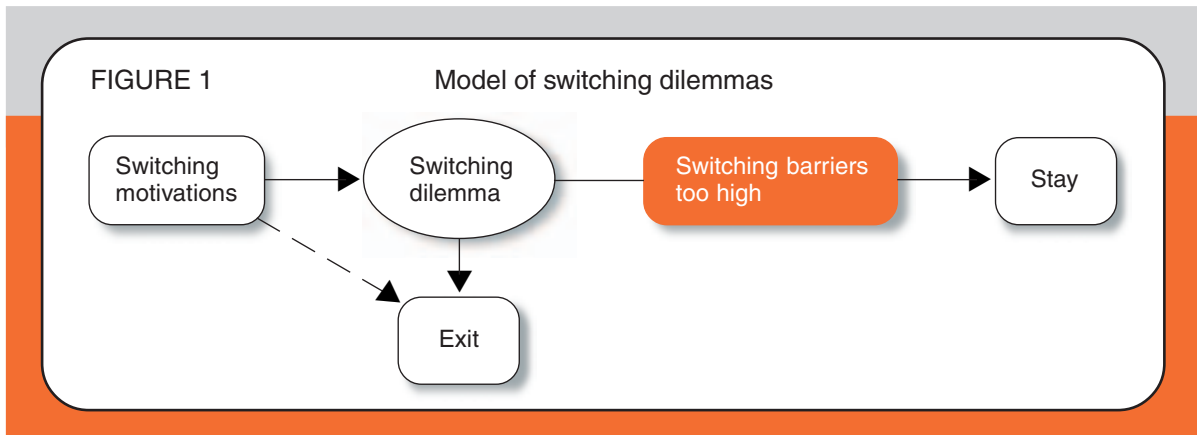 FIGURE 1
Model of switching dilemmas
Switching
motivations
Switching
dilemma
Switching barriers
too high
Stay
Exit